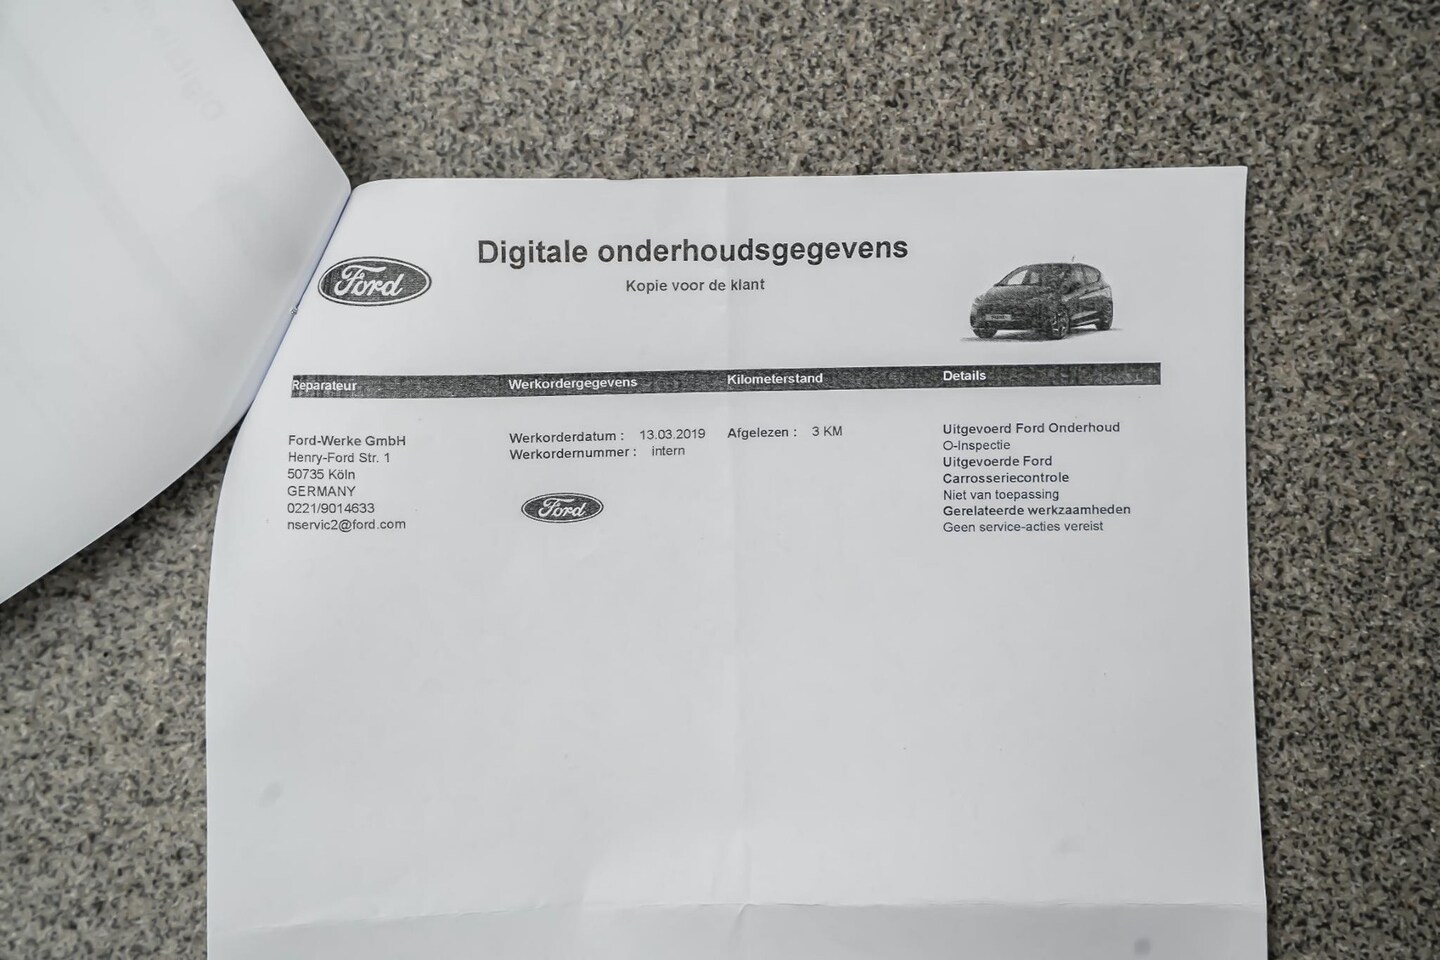 Digitale onderhoudsgegevens
Ford
Kopie voor de klant
Reparateur Werkordergegevens Kilometerstand Details
Ford-Werke GmbH
Henry-Ford Str. 1
50735 Köln
GERMANY
0221/9014633
nservic2@ford.com
Werkorderdatum : 13.03.2019
Werkordernummer : intern
Ford
Afgelezen : 3 KM
Uitgevoerd Ford Onderhoud
O-Inspectie
Uitgevoerde Ford
Carrosseriecontrole
Niet van toepassing
Gerelateerde werkzaamheden
Geen service-acties vereist